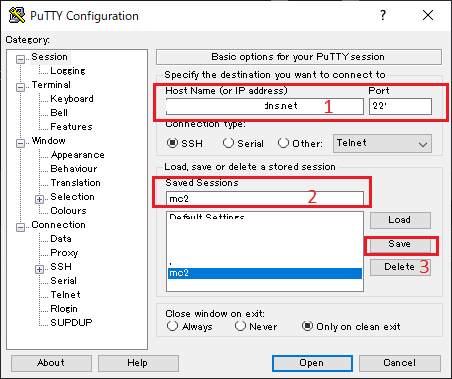 PuTTY Configuration
Category:
Session
Logging
Terminal
Keyboard
Bell
Features
Window
Appearance
Behaviour
Translation
Selection
Colours
Connection
Data
Proxy
SSH
Serial
Telnet
Rlogin
SUPDUP
Basic options for your PuTTY session
Specify the destination you want to connect to
Host Name (or IP address) Port
dns.net 1 22
Connection type:
SSH Serial Other: Telnet
Load, save or delete a stored session
Saved Sessions
mc2 2
Default Settings
mc2
Load
Save
Delete 3
Close window on exit:
Always Never Only on clean exit
About Help Open Cancel